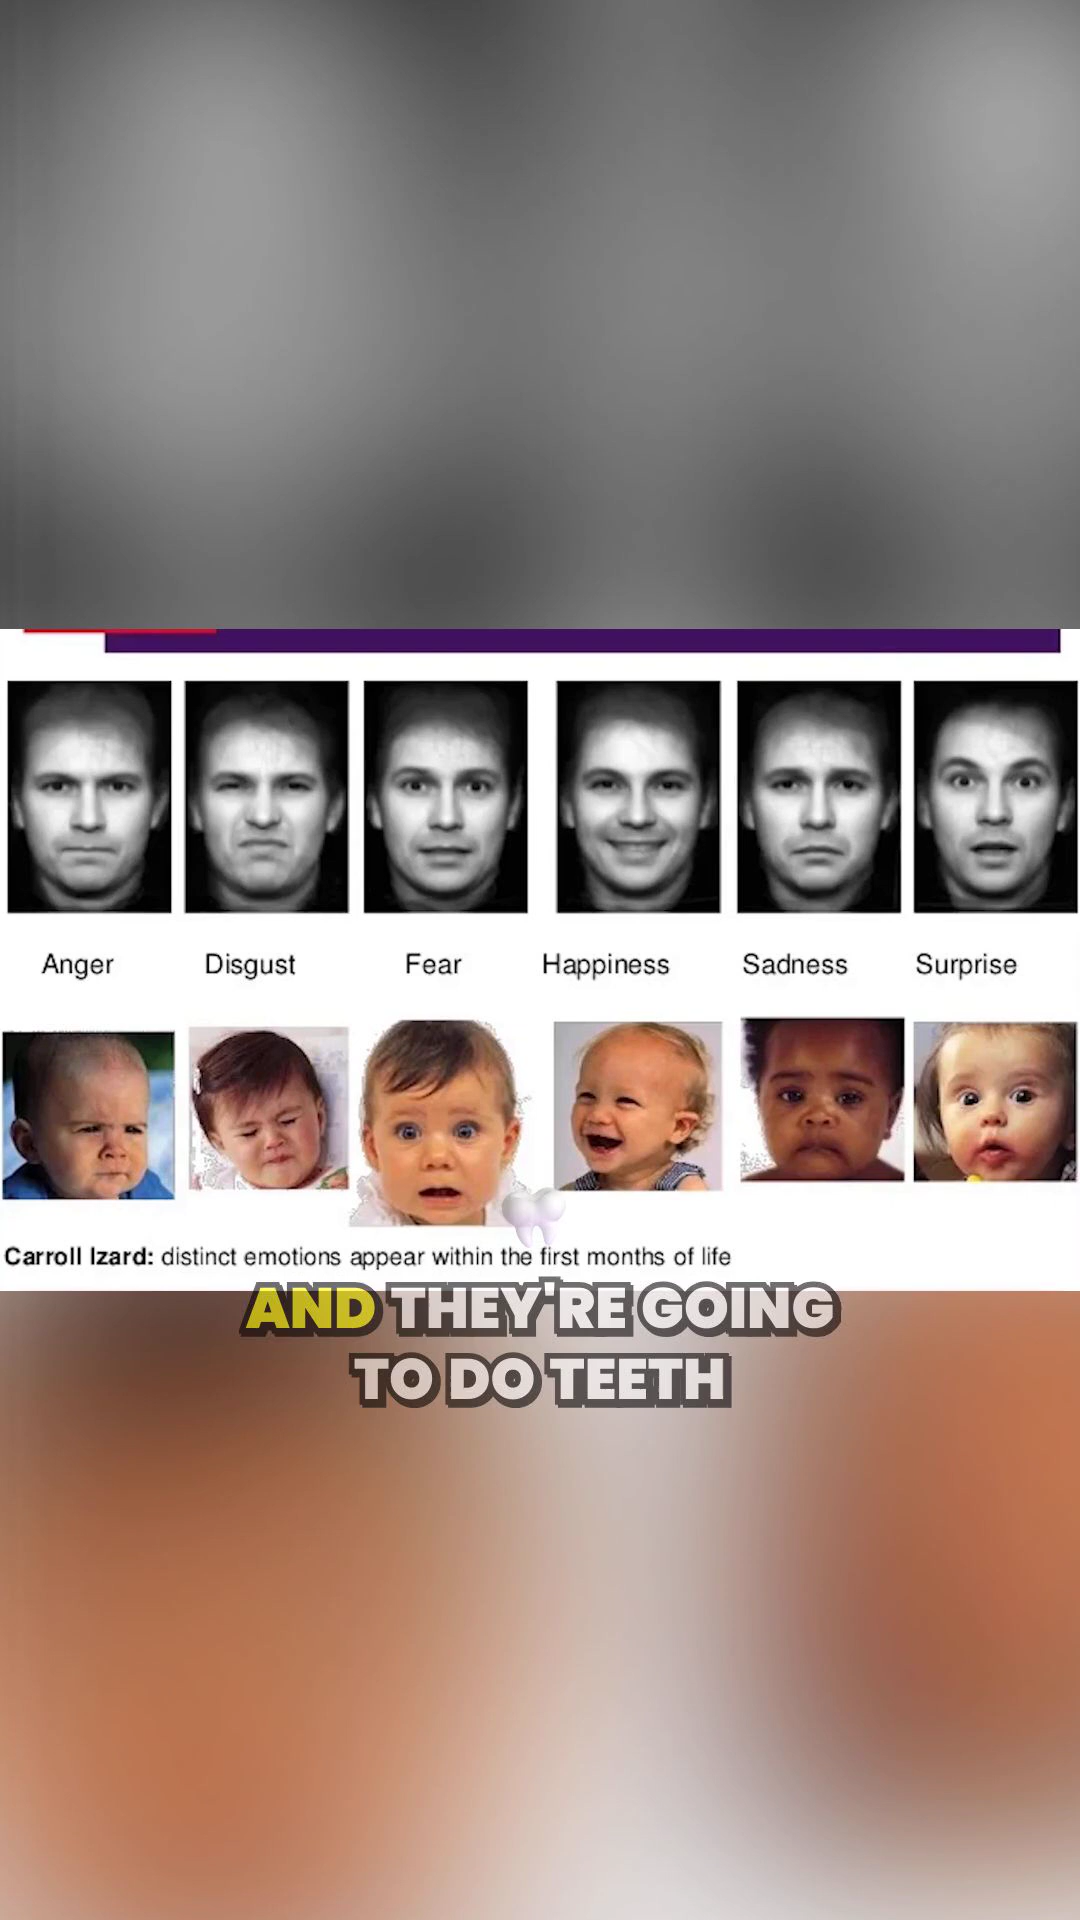 Anger Disgust Fear Happiness Sadness Surprise
Carroll Izard: distinct emotions appear within the first months of life
AND THEY'RE GOING
TO DO TEETH